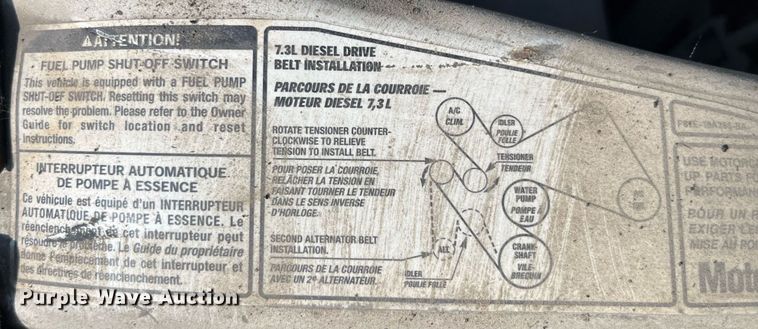 ATTENTION!
FUEL PUMP SHUT-OFF SWITCH
This vehicle is equipped with a FUEL PUMP
SHUT-OFF SWITCH. Resetting this switch may
resolve the problem. Please refer to the Owner
Guide for switch location and reset
instructions.
INTERRUPTEUR AUTOMATIQUE
DE POMPE À ESSENCE
Ce véhicule est équipé d'un INTERRUPTEUR
AUTOMATIQUE DE POMPE À ESSENCE. Le
réenclenchement de cet interrupteur peut
résoudre le problème. Le Guide du propriétaire
donne l'emplacement de cet interrupteur et
des directives de réenclenchement.
7.3L DIESEL DRIVE
BELT INSTALLATION
PARCOURS DE LA COURROIE —
MOTEUR DIESEL 7,3 L
ROTATE TENSIONER COUNTER-
CLOCKWISE TO RELIEVE
TENSION TO INSTALL BELT.
POUR POSER LA COURROIE,
RELÂCHER LA TENSION EN
FAISANT TOURNER LE TENDEUR
DANS LE SENS INVERSE
D'HORLOGE.
SECOND ALTERNATOR BELT
INSTALLATION.
PARCOURS DE LA COURROIE
AVEC UN 2e ALTERNATEUR.
A/C
CLIM.
IDLER
POULIE
FOLLE
TENSIONER
TENDEUR
WATER
PUMP
POMPE À
EAU
CRANK-
SHAFT
VILE-
BREQUIN
ALT.
IDLER
POULIE FOLLE
USE MOTOR
UP TO
POUR UN R
EXIGER LES
MISE AU
Moto
Purple Wave Auction